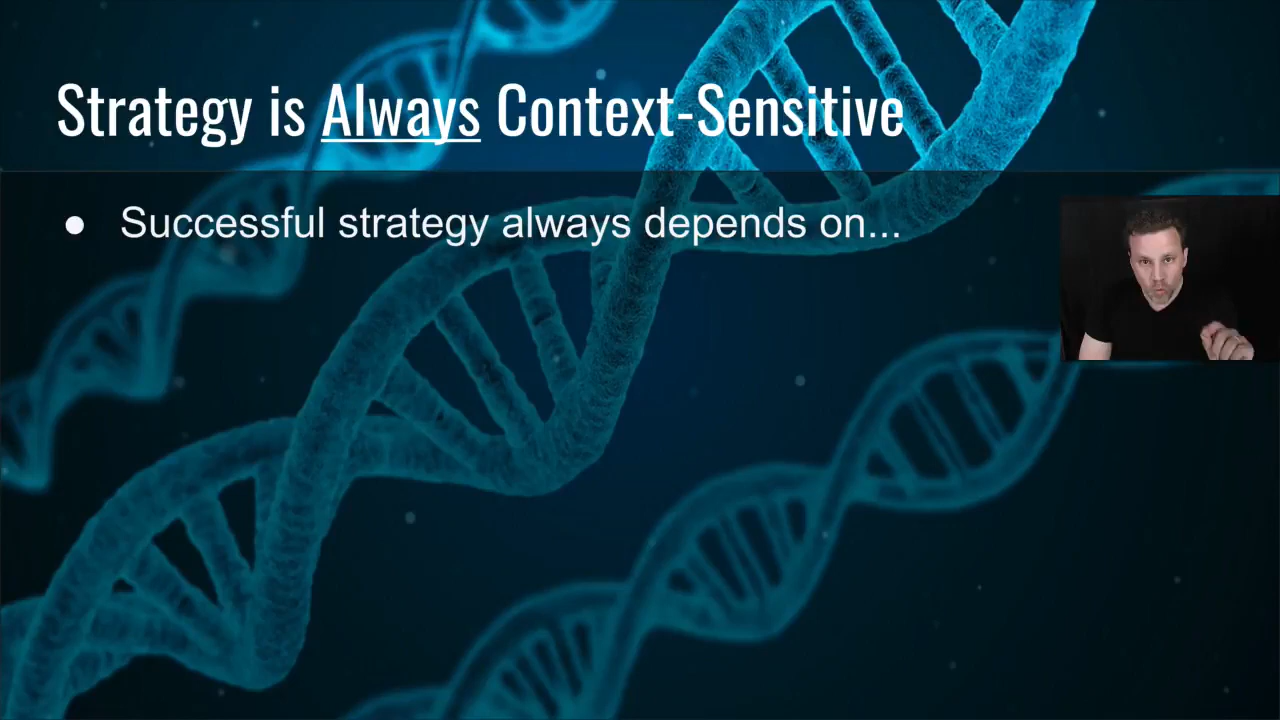 Strategy is Always Context-Sensitive
● Successful strategy always depends on...